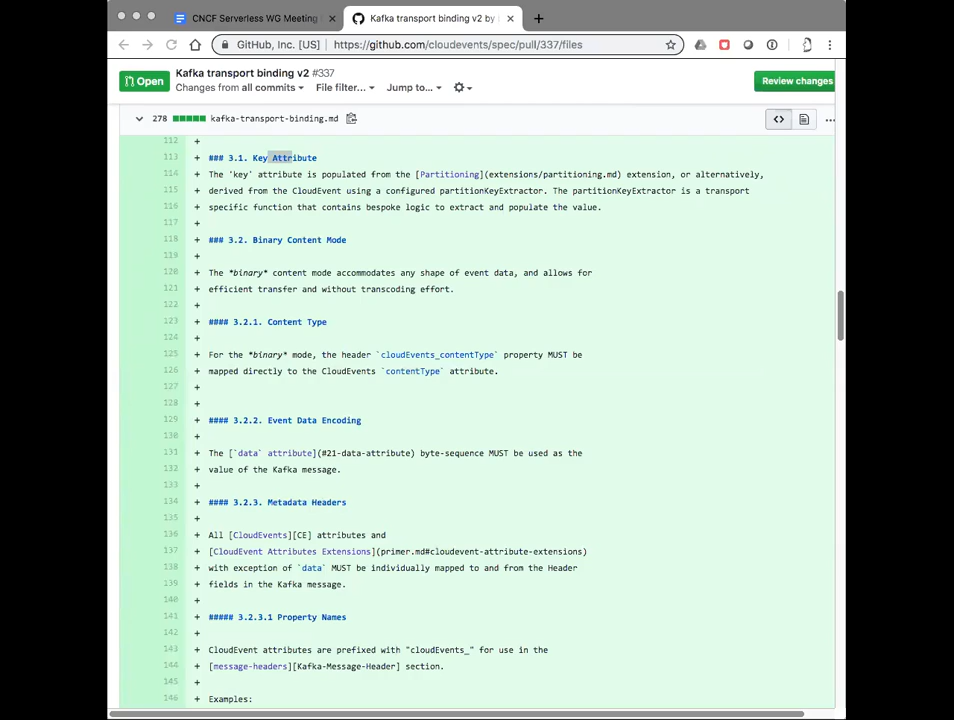 CNCF Serverless WG Meeting
Kafka transport binding v2 by
GitHub, Inc. [US] https://github.com/cloudevents/spec/pull/337/files
Open
Kafka transport binding v2 #337
Changes from all commits File filter... Jump to...
Review changes
278 kafka-transport-binding.md
112 +
113 + ### 3.1. Key Attribute
114 + The 'key' attribute is populated from the [Partitioning](extensions/partitioning.md) extension, or alternatively,
115 + derived from the CloudEvent using a configured partitionKeyExtractor. The partitionKeyExtractor is a transport
116 + specific function that contains bespoke logic to extract and populate the value.
117 +
118 + ### 3.2. Binary Content Mode
119 +
120 + The *binary* content mode accommodates any shape of event data, and allows for
121 + efficient transfer and without transcoding effort.
122 +
123 + #### 3.2.1. Content Type
124 +
125 + For the *binary* mode, the header `cloudEvents_contentType` property MUST be
126 + mapped directly to the CloudEvents `contentType` attribute.
127 +
128 +
129 + #### 3.2.2. Event Data Encoding
130 +
131 + The [`data` attribute](#21-data-attribute) byte-sequence MUST be used as the
132 + value of the Kafka message.
133 +
134 + #### 3.2.3. Metadata Headers
135 +
136 + All [CloudEvents][CE] attributes and
137 + [CloudEvent Attributes Extensions](primer.md#cloudevent-attribute-extensions)
138 + with exception of `data` MUST be individually mapped to and from the Header
139 + fields in the Kafka message.
140 +
141 + ##### 3.2.3.1 Property Names
142 +
143 + CloudEvent attributes are prefixed with "cloudEvents_" for use in the
144 + [message-headers][Kafka-Message-Header] section.
145 +
146 + Examples: